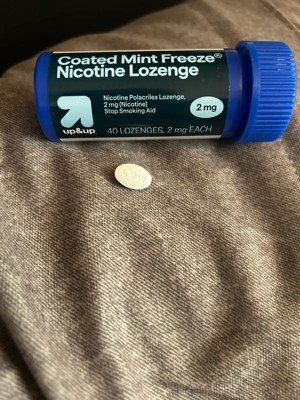 Coated Mint Freeze®
Nicotine Lozenge
Nicotine Polacrilex Lozenge,
2 mg (Nicotine)
Stop Smoking Aid
2 mg
up&up
40 LOZENGES, 2 mg EACH